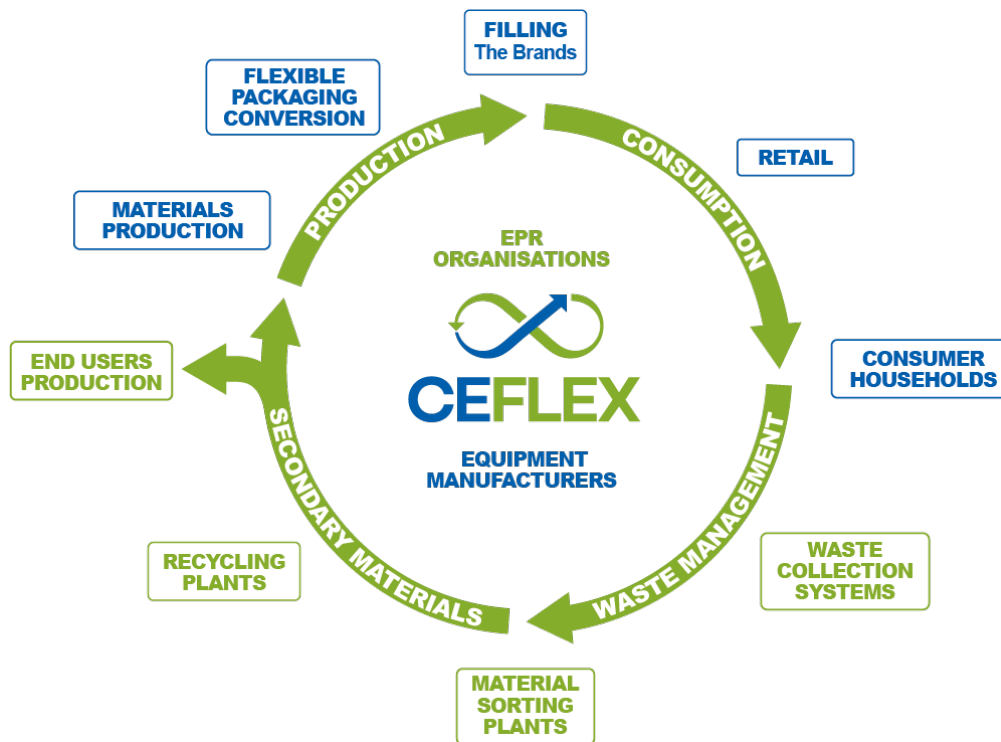 FILLING
The Brands
FLEXIBLE
PACKAGING
CONVERSION
PRODUCTION
CONSUMPTION
RETAIL
MATERIALS
PRODUCTION
EPR
ORGANISATIONS
END USERS
PRODUCTION
CEFLEX
CONSUMER
HOUSEHOLDS
EQUIPMENT
MANUFACTURERS
SECONDARY MATERIALS
WASTE MANAGEMENT
RECYCLING
PLANTS
WASTE
COLLECTION
SYSTEMS
MATERIAL
SORTING
PLANTS